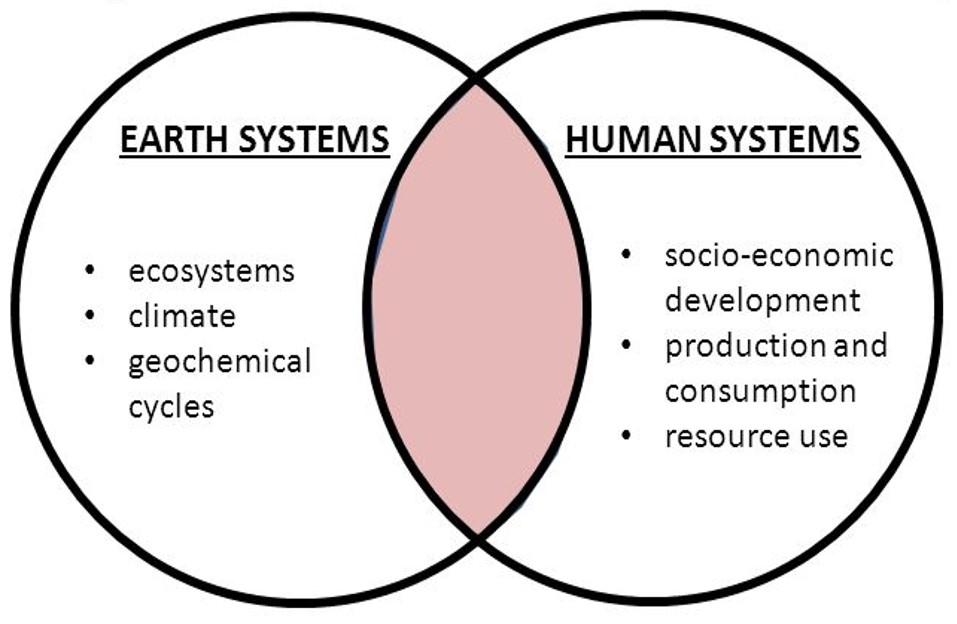 EARTH SYSTEMS
• ecosystems
• climate
• geochemical
cycles
HUMAN SYSTEMS
• socio-economic
development
• production and
consumption
• resource use